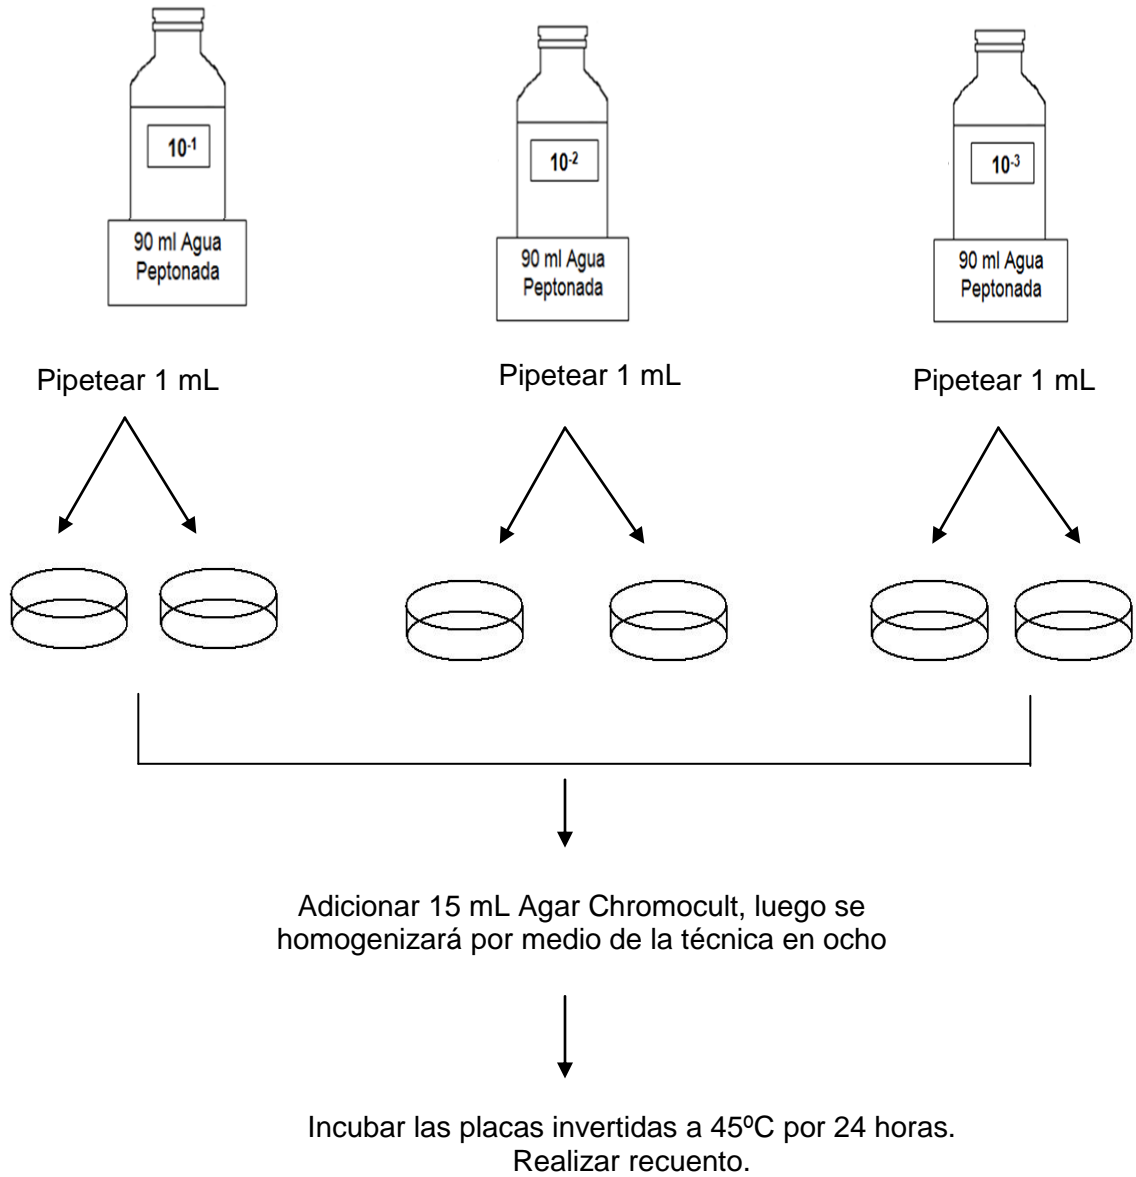 10⁻¹
10⁻²
10⁻³
90 ml Agua
Peptonada
90 ml Agua
Peptonada
90 ml Agua
Peptonada
Pipetear 1 mL
Pipetear 1 mL
Pipetear 1 mL
Adicionar 15 mL Agar Chromocult, luego se
homogenizará por medio de la técnica en ocho
Incubar las placas invertidas a 45ºC por 24 horas.
Realizar recuento.